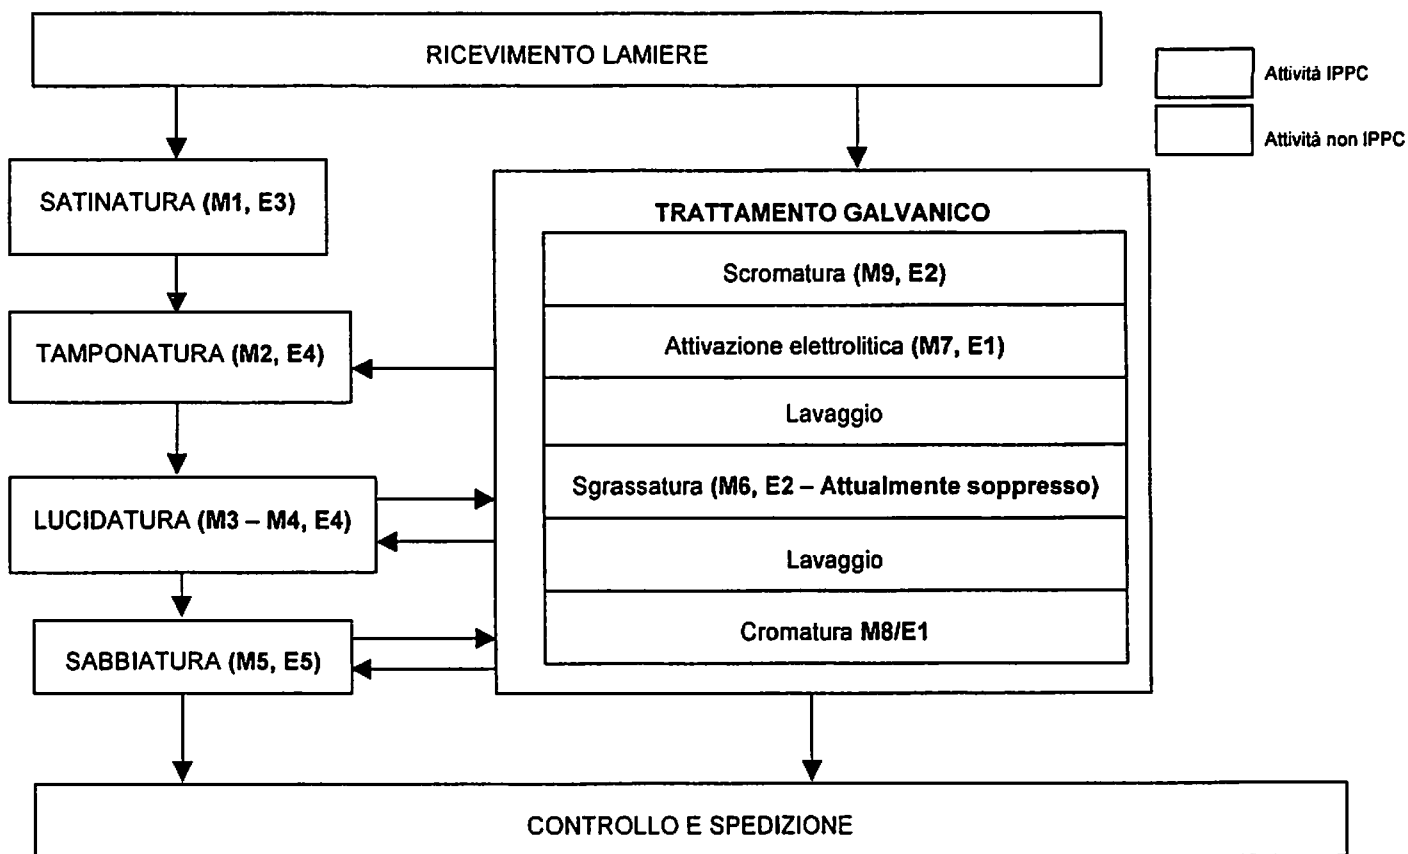 RICEVIMENTO LAMIERE
Attività IPPC
Attività non IPPC
SATINATURA (M1, E3)
TRATTAMENTO GALVANICO
Scromatura (M9, E2)
TAMPONATURA (M2, E4)
Attivazione elettrolitica (M7, E1)
Lavaggio
Sgrassatura (M6, E2 – Attualmente soppresso)
LUCIDATURA (M3 – M4, E4)
Lavaggio
Cromatura M8/E1
SABBIATURA (M5, E5)
CONTROLLO E SPEDIZIONE